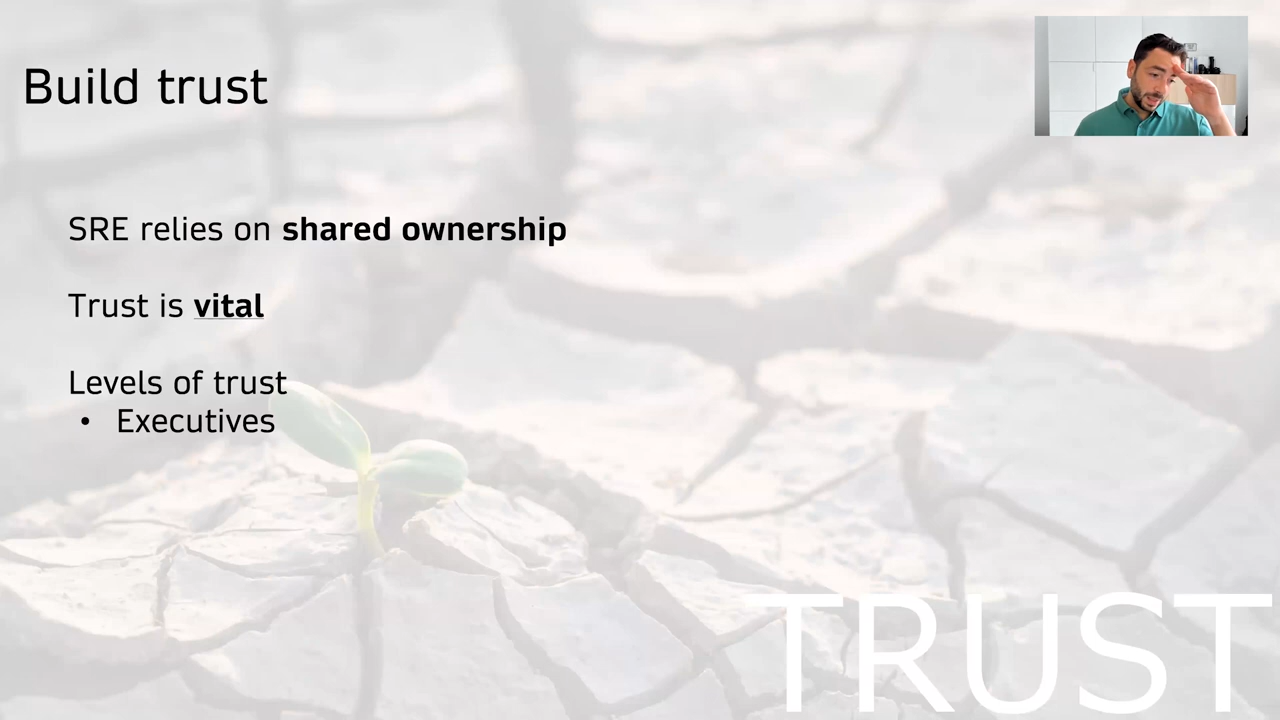 Build trust
SRE relies on shared ownership
Trust is vital
Levels of trust
• Executives
TRUST